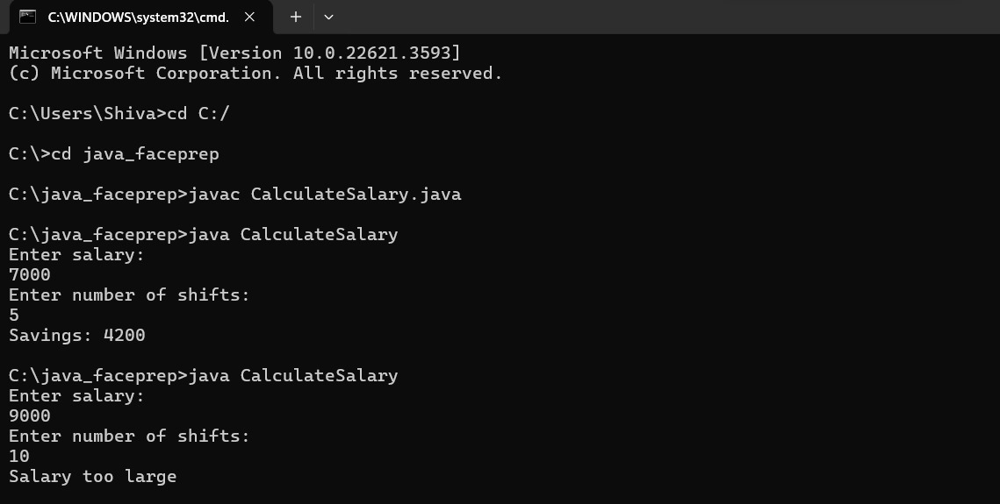 C:\WINDOWS\system32\cmd.
Microsoft Windows [Version 10.0.22621.3593]
(c) Microsoft Corporation. All rights reserved.
C:\Users\Shiva>cd C:/
C:\>cd java_faceprep
C:\java_faceprep>javac CalculateSalary.java
C:\java_faceprep>java CalculateSalary
Enter salary:
7000
Enter number of shifts:
5
Savings: 4200
C:\java_faceprep>java CalculateSalary
Enter salary:
9000
Enter number of shifts:
10
Salary too large